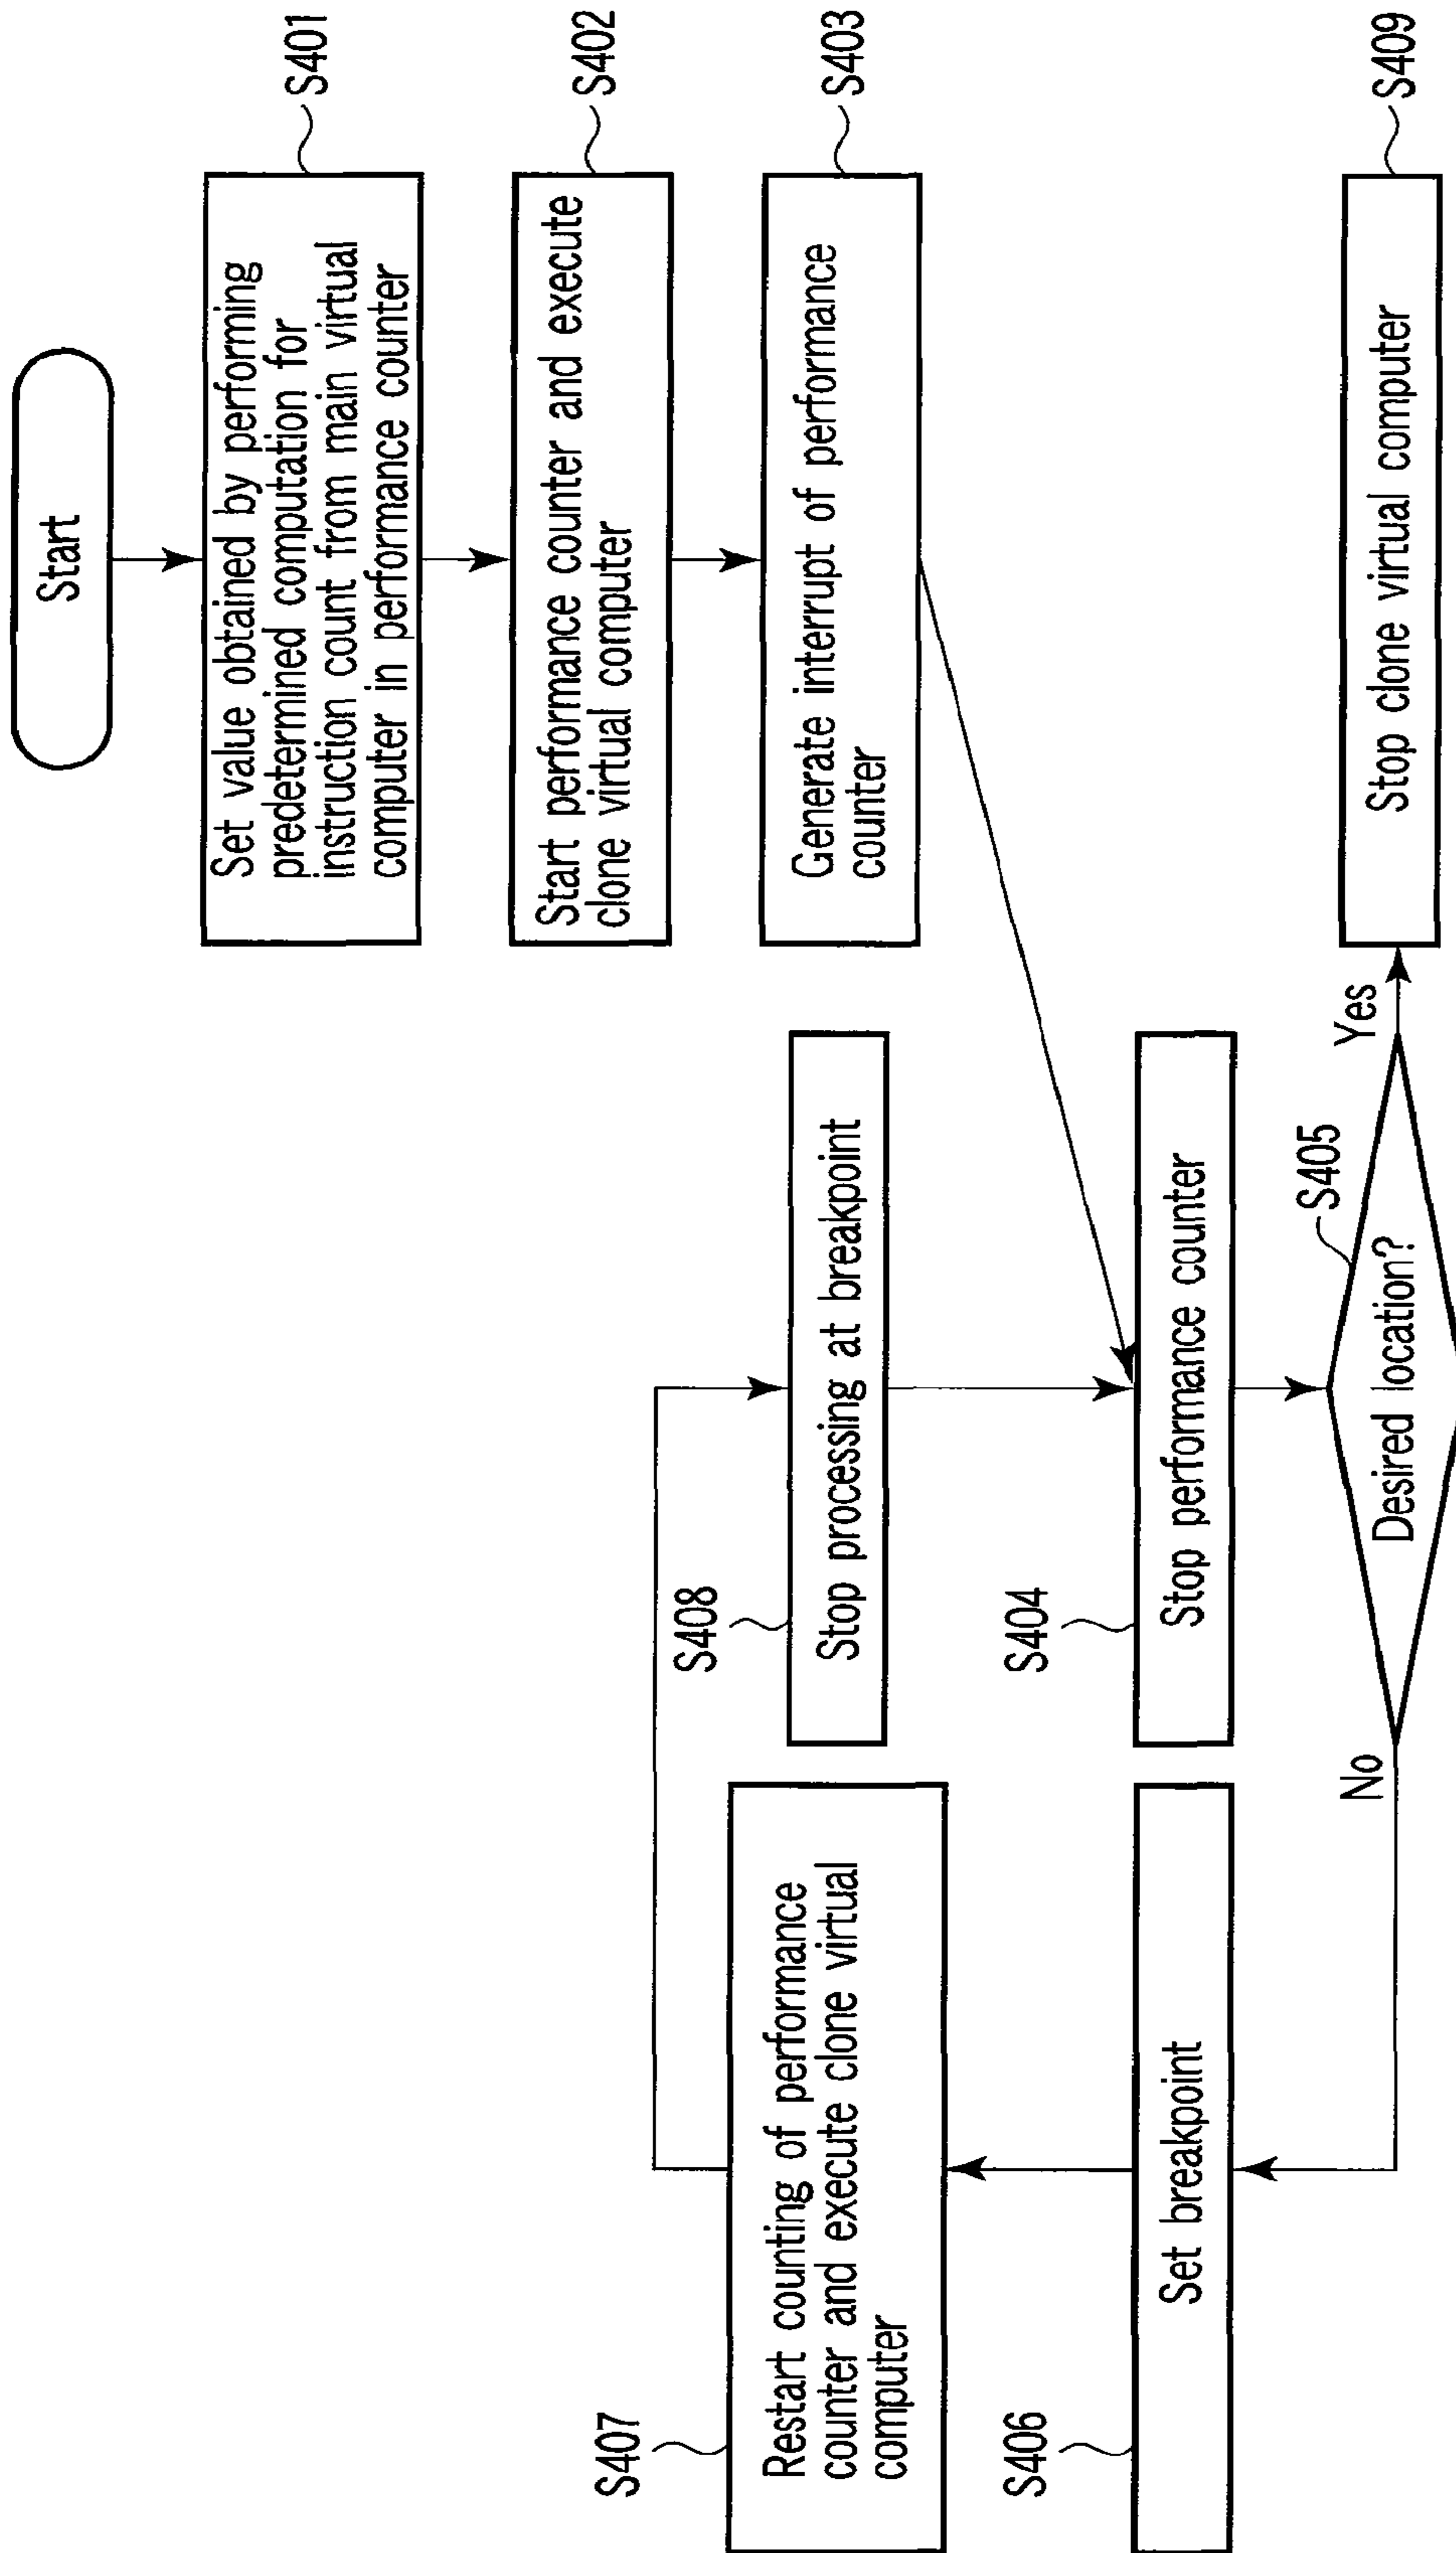 Start
Set value obtained by performing
predetermined computation for
instruction count from main virtual
computer in performance counter
S401
Start performance counter and execute
clone virtual computer
S402
Generate interrupt of performance
counter
S403
S408
Stop processing at breakpoint
S404
Stop performance counter
S405
Desired location?
Yes
No
S407
Restart counting of performance
counter and execute clone virtual
computer
S406
Set breakpoint
Stop clone virtual computer
S409